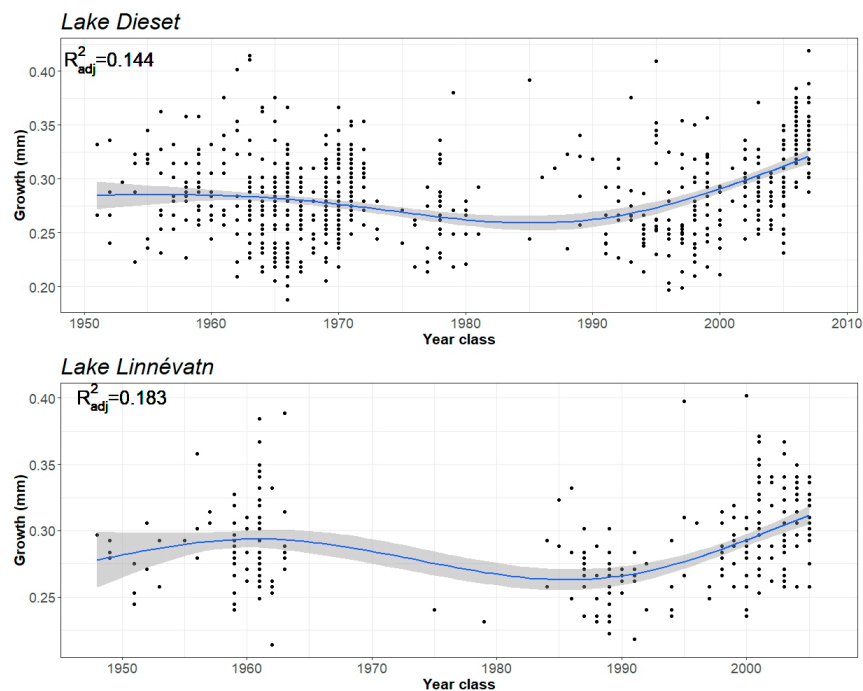 Lake Dieset
R²adj=0.144
0.40
0.35
0.30
0.25
0.20
Growth (mm)
1950 1960 1970 1980 1990 2000 2010
Year class
Lake Linnévatn
R²adj=0.183
0.40
0.35
0.30
0.25
Growth (mm)
1950 1960 1970 1980 1990 2000
Year class